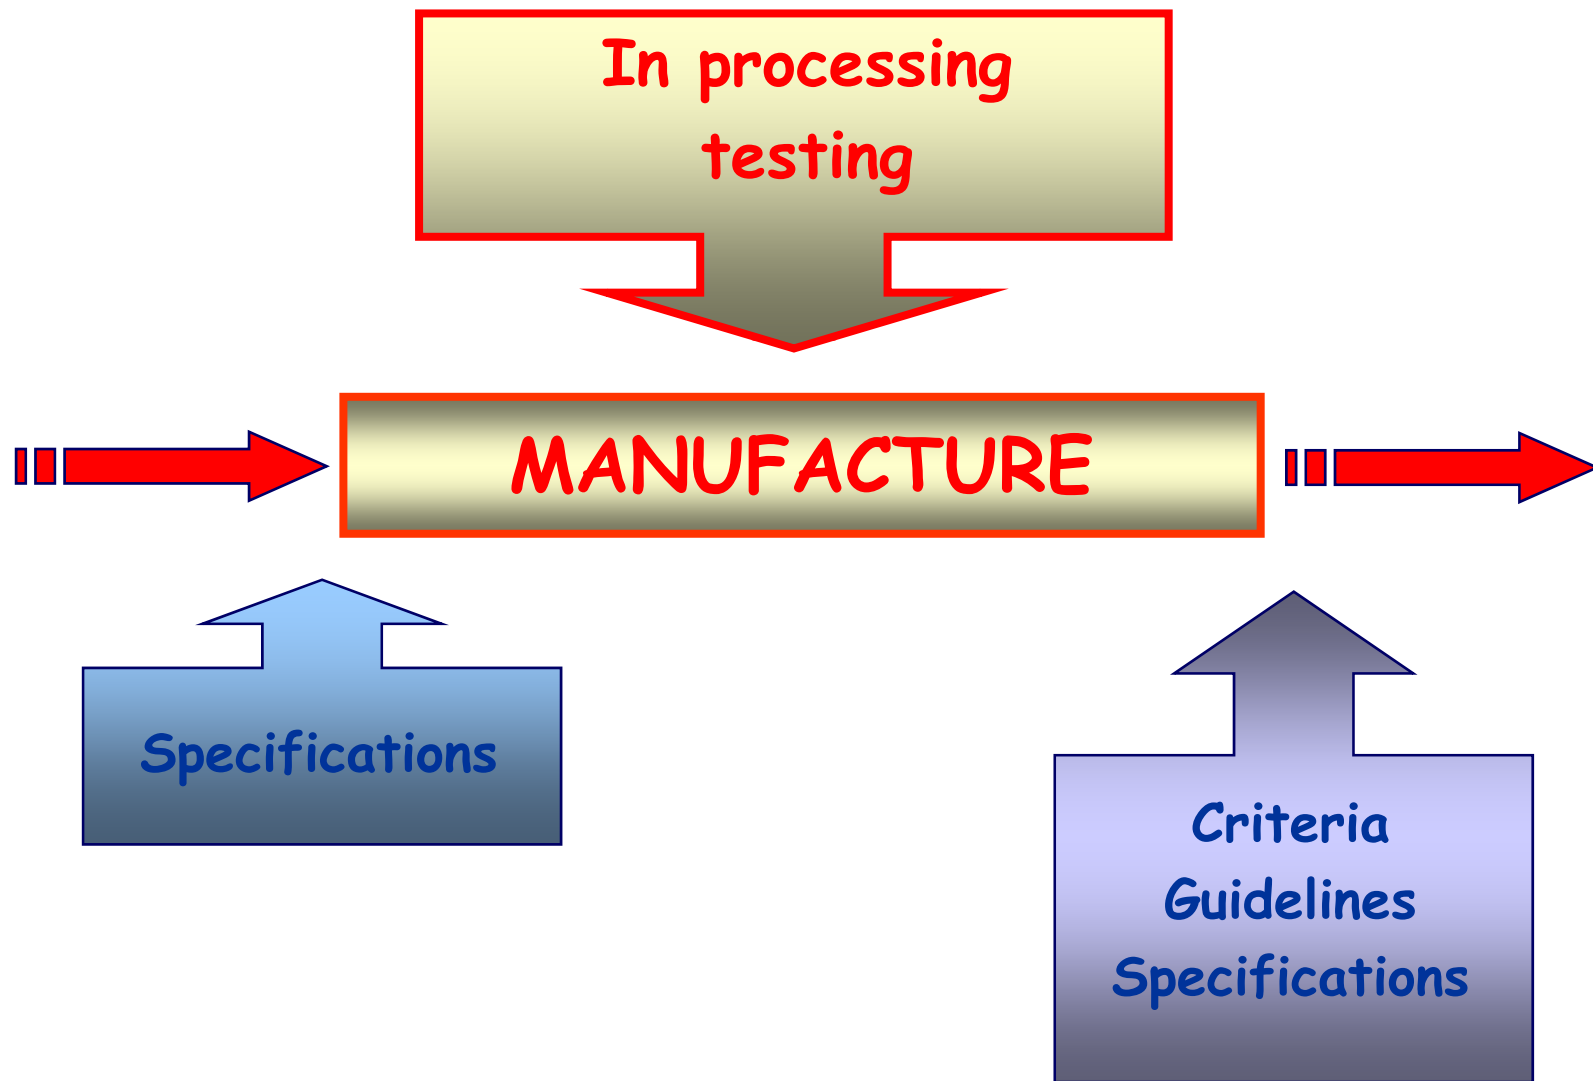 In processing
testing
MANUFACTURE
Specifications
Criteria
Guidelines
Specifications